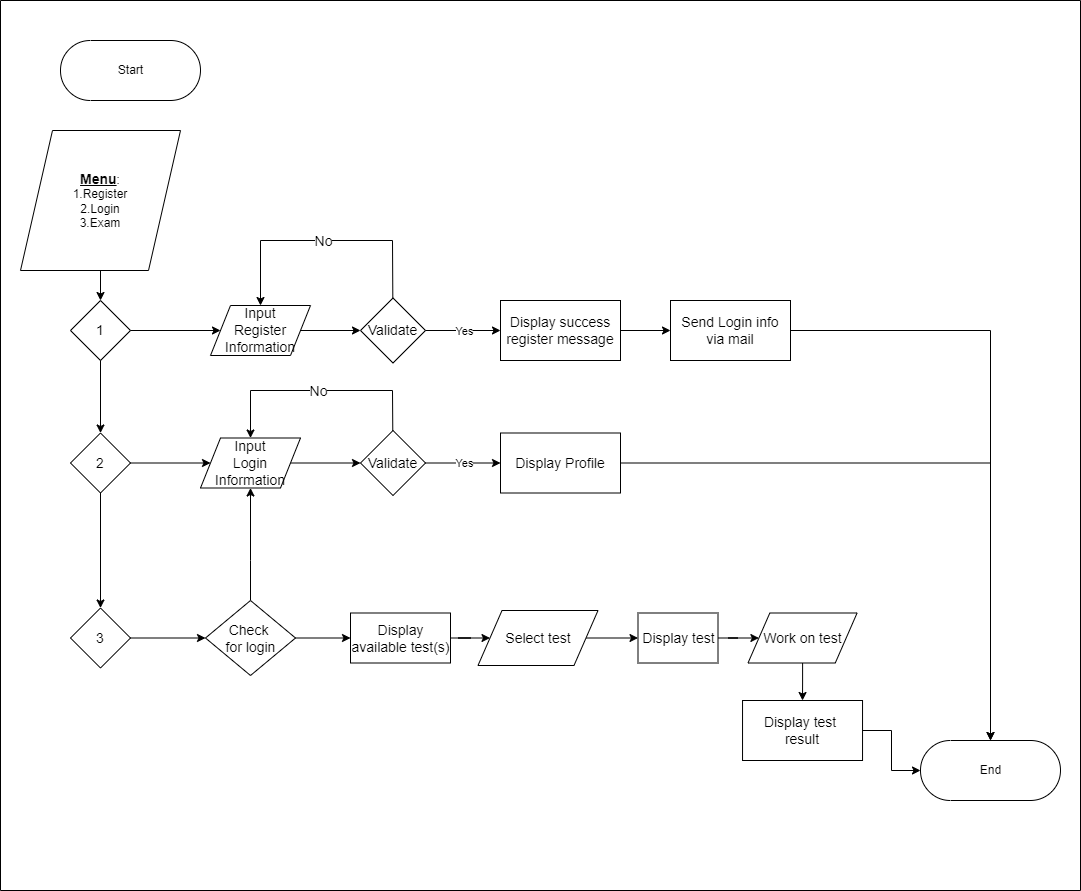 Start
Menu:
1.Register
2.Login
3.Exam
No
1
Input
Register
Information
Validate
Yes
Display success
register message
Send Login info
via mail
No
2
Input
Login
Information
Validate
Yes
Display Profile
3
Check
for login
Display
available test(s)
Select test
Display test
Work on test
Display test
result
End